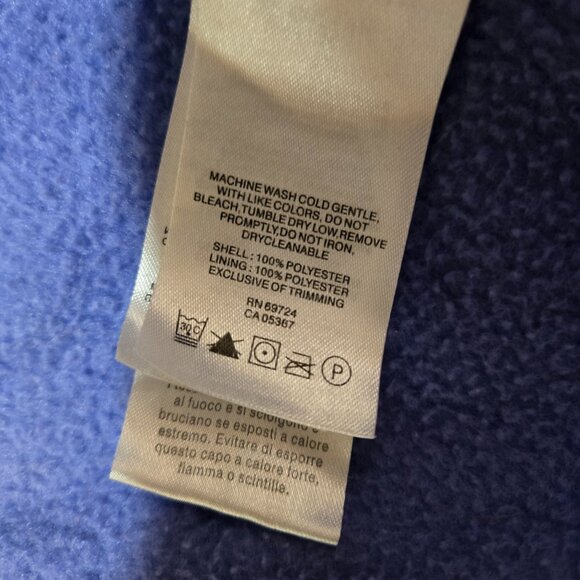 MACHINE WASH COLD GENTLE,
WITH LIKE COLORS, DO NOT
BLEACH,TUMBLE DRY LOW,REMOVE
PROMPTLY,DO NOT IRON,
DRYCLEANABLE
SHELL : 100% POLYESTER
LINING : 100% POLYESTER
EXCLUSIVE OF TRIMMING
RN 69724
CA 05367
30 C
P
al fuoco e si sciolgono e
bruciano se esposti a calore
estremo. Evitare di esporre
questo capo a calore forte,
fiamma o scintille.